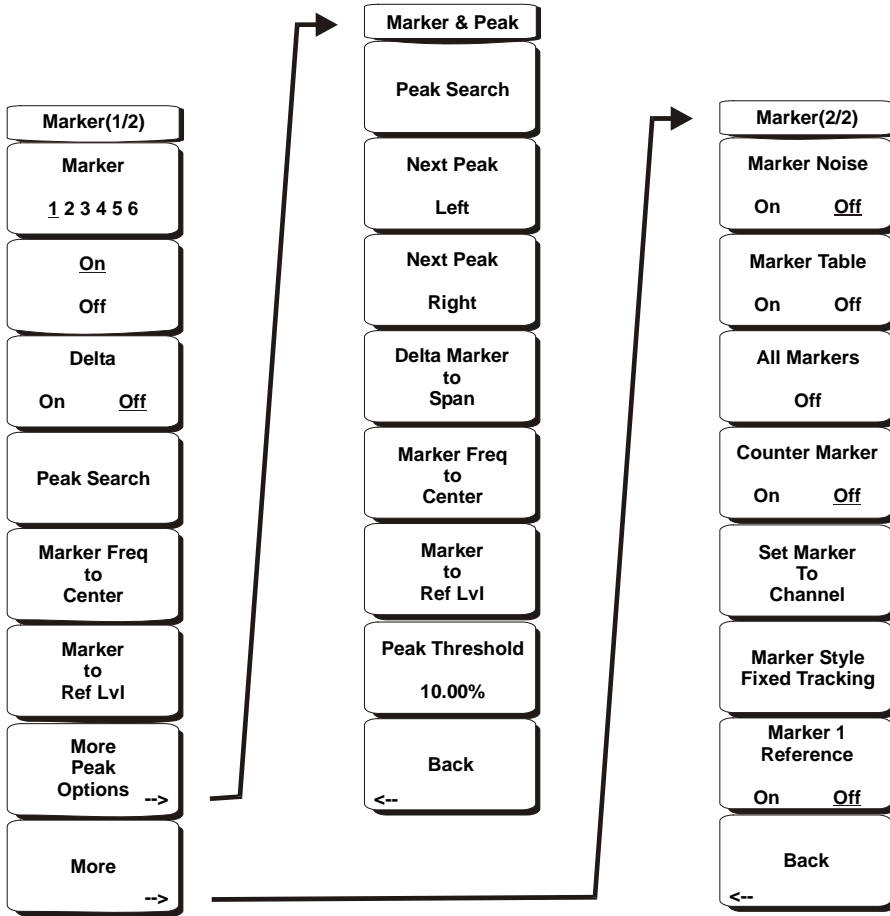 Marker(1/2)
Marker
1 2 3 4 5 6
On
Off
Delta
On Off
Peak Search
Marker Freq
to
Center
Marker
to
Ref Lvl
More
Peak
Options
-->
More
-->
Marker & Peak
Peak Search
Next Peak
Left
Next Peak
Right
Delta Marker
to
Span
Marker Freq
to
Center
Marker
to
Ref Lvl
Peak Threshold
10.00%
Back
<--
Marker(2/2)
Marker Noise
On Off
Marker Table
On Off
All Markers
Off
Counter Marker
On Off
Set Marker
To
Channel
Marker Style
Fixed Tracking
Marker 1
Reference
On Off
Back
<--